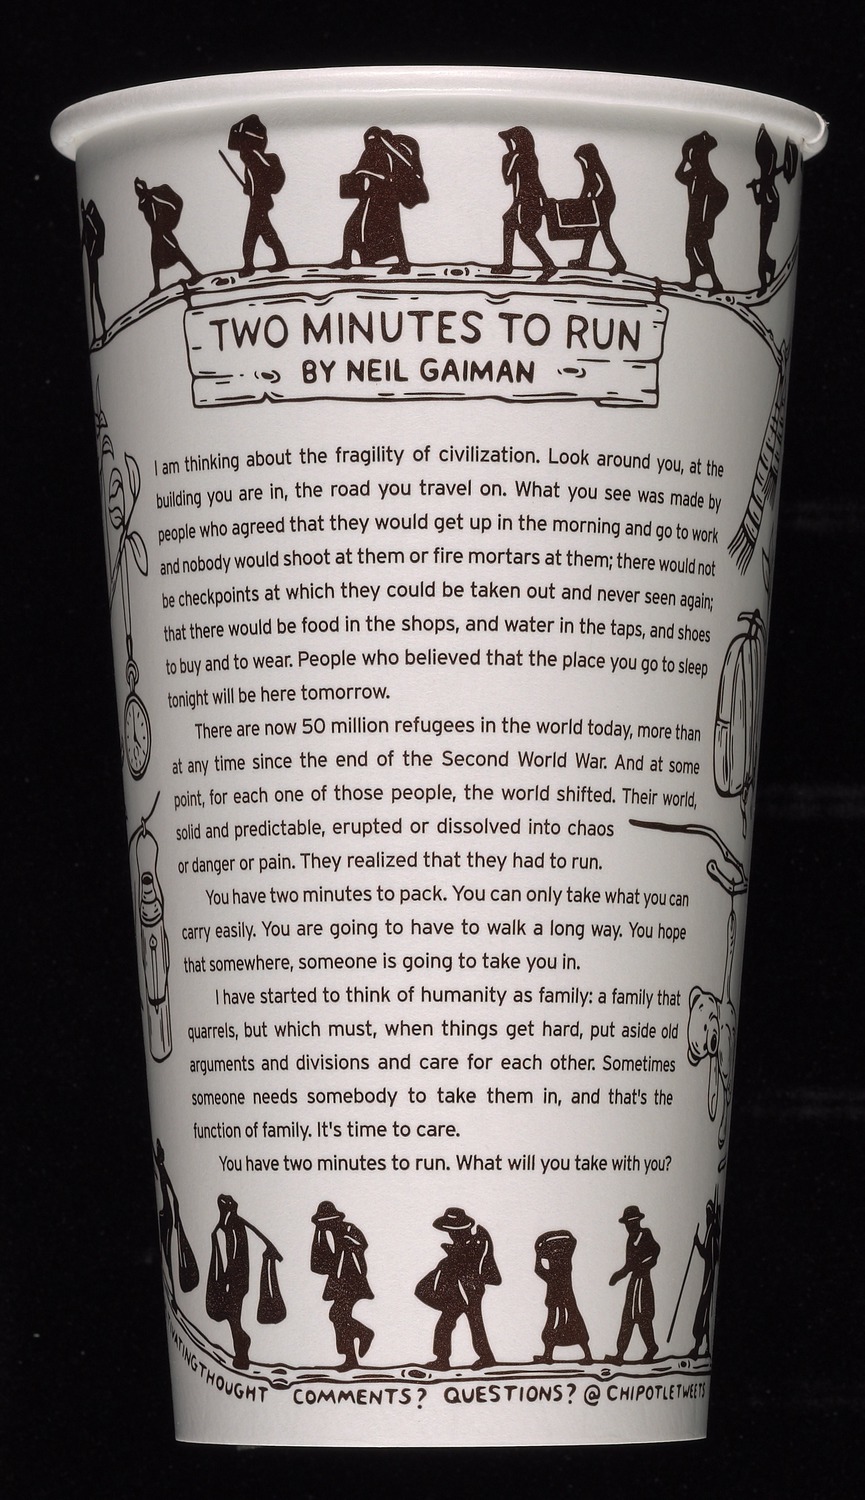 TWO MINUTES TO RUN
BY NEIL GAIMAN
I am thinking about the fragility of civilization. Look around you, at the
building you are in, the road you travel on. What you see was made by
people who agreed that they would get up in the morning and go to work
and nobody would shoot at them or fire mortars at them; there would not
be checkpoints at which they could be taken out and never seen again;
that there would be food in the shops, and water in the taps, and shoes
to buy and to wear. People who believed that the place you go to sleep
tonight will be here tomorrow.
There are now 50 million refugees in the world today, more than
at any time since the end of the Second World War. And at some
point, for each one of those people, the world shifted. Their world,
solid and predictable, erupted or dissolved into chaos
or danger or pain. They realized that they had to run.
You have two minutes to pack. You can only take what you can
carry easily. You are going to have to walk a long way. You hope
that somewhere, someone is going to take you in.
I have started to think of humanity as family: a family that
quarrels, but which must, when things get hard, put aside old
arguments and divisions and care for each other. Sometimes
someone needs somebody to take them in, and that's the
function of family. It's time to care.
You have two minutes to run. What will you take with you?
THOUGHT COMMENTS? QUESTIONS? @CHIPOTLETWEETS